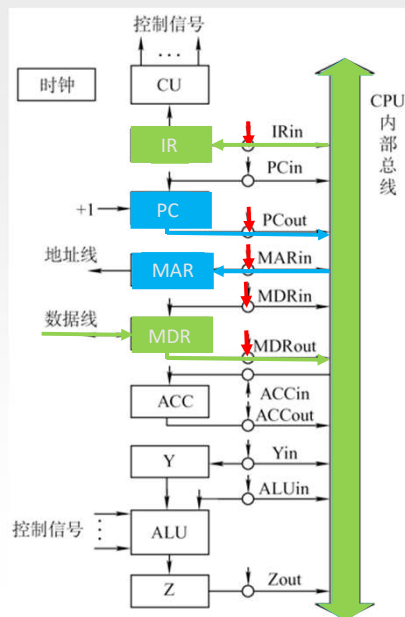 控制信号
...
时钟
CU
CPU
内
部
总
线
IR
IRin
PCin
+1
PC
PCout
地址线
MAR
MARin
MDRin
数据线
MDR
MDRout
ACC
ACCin
ACCout
Y
Yin
ALUin
控制信号
ALU
Z
Zout